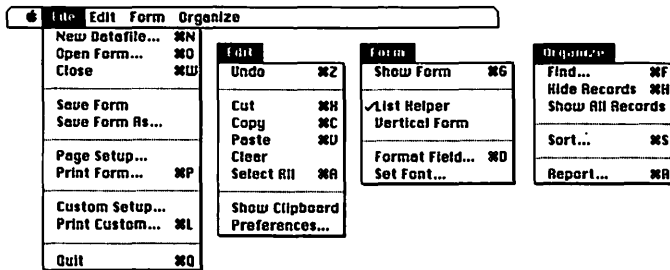 File Edit Form Organize
New Datafile... ⌘N
Open Form... ⌘O
Close ⌘W
Save Form
Save Form As...
Page Setup...
Print Form... ⌘P
Custom Setup...
Print Custom... ⌘L
Quit ⌘Q
Edit
Undo ⌘Z
Cut ⌘X
Copy ⌘C
Paste ⌘V
Clear
Select All ⌘A
Show Clipboard
Preferences...
Form
Show Form ⌘G
✓List Helper
Vertical Form
Format Field... ⌘D
Set Font...
Organize
Find... ⌘F
Hide Records ⌘H
Show All Records
Sort... ⌘S
Report... ⌘R